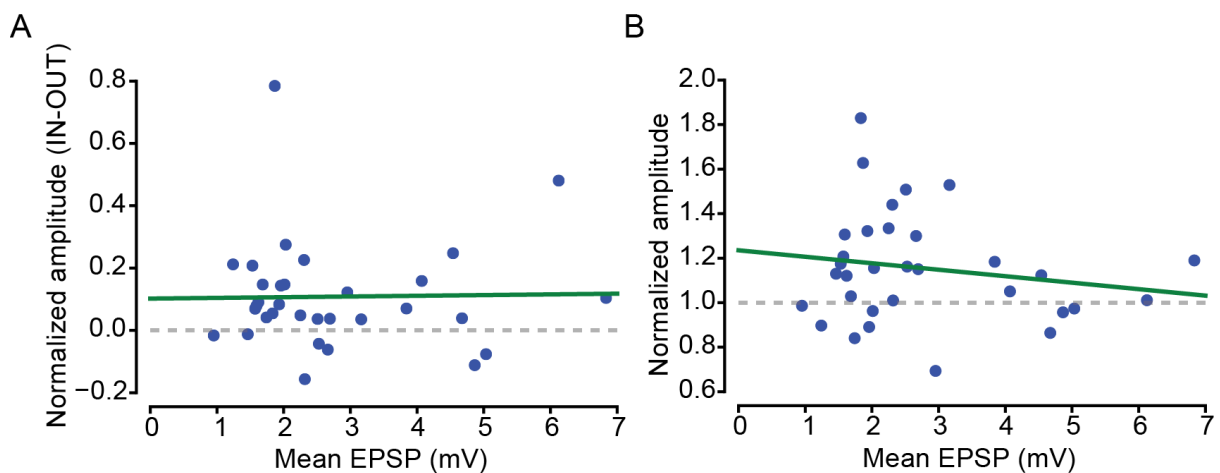 A
Normalized amplitude (IN-OUT)
0.8
0.6
0.4
0.2
0.0
−0.2
0 1 2 3 4 5 6 7
Mean EPSP (mV)
B
Normalized amplitude
2.0
1.8
1.6
1.4
1.2
1.0
0.8
0.6
0 1 2 3 4 5 6 7
Mean EPSP (mV)